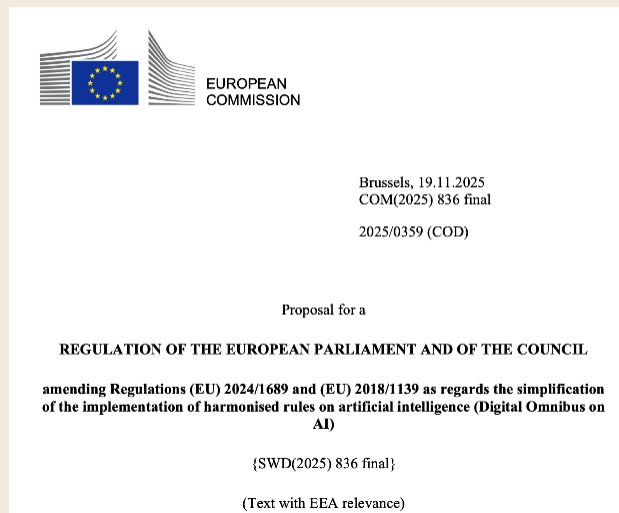 EUROPEAN
COMMISSION
Brussels, 19.11.2025
COM(2025) 836 final
2025/0359 (COD)
Proposal for a
REGULATION OF THE EUROPEAN PARLIAMENT AND OF THE COUNCIL
amending Regulations (EU) 2024/1689 and (EU) 2018/1139 as regards the simplification
of the implementation of harmonised rules on artificial intelligence (Digital Omnibus on
AI)
{SWD(2025) 836 final}
(Text with EEA relevance)